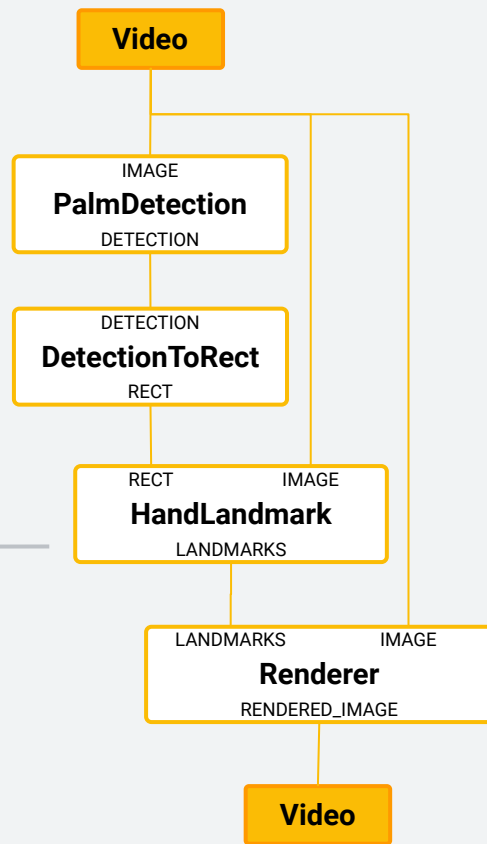 Video
IMAGE
PalmDetection
DETECTION
DETECTION
DetectionToRect
RECT
RECT IMAGE
HandLandmark
LANDMARKS
LANDMARKS IMAGE
Renderer
RENDERED_IMAGE
Video